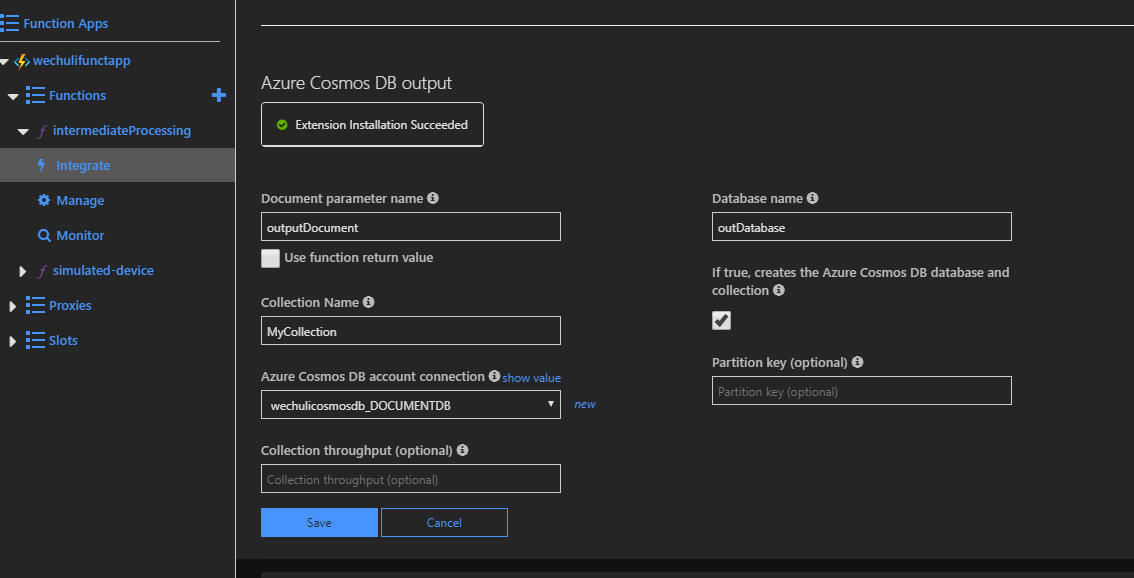 Function Apps
wechulifunctapp
Functions
intermediateProcessing
Integrate
Manage
Monitor
simulated-device
Proxies
Slots
Azure Cosmos DB output
Extension Installation Succeeded
Document parameter name
outputDocument
Use function return value
Collection Name
MyCollection
Azure Cosmos DB account connection show value
wechulicosmosdb_DOCUMENTDB new
Collection throughput (optional)
Collection throughput (optional)
Save Cancel
Database name
outDatabase
If true, creates the Azure Cosmos DB database and
collection
Partition key (optional)
Partition key (optional)